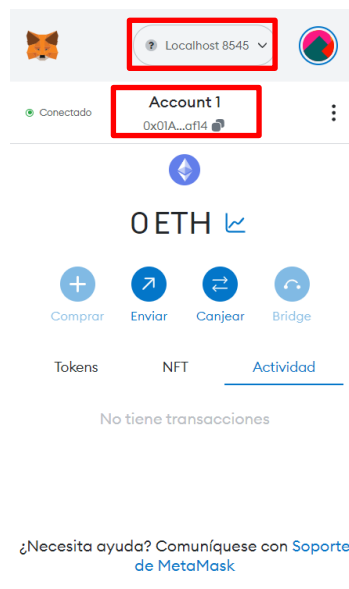 ? Localhost 8545
Conectado
Account 1
0x01A...af14
0 ETH
Comprar Enviar Canjear Bridge
Tokens NFT Actividad
No tiene transacciones
¿Necesita ayuda? Comuníquese con Soporte
de MetaMask